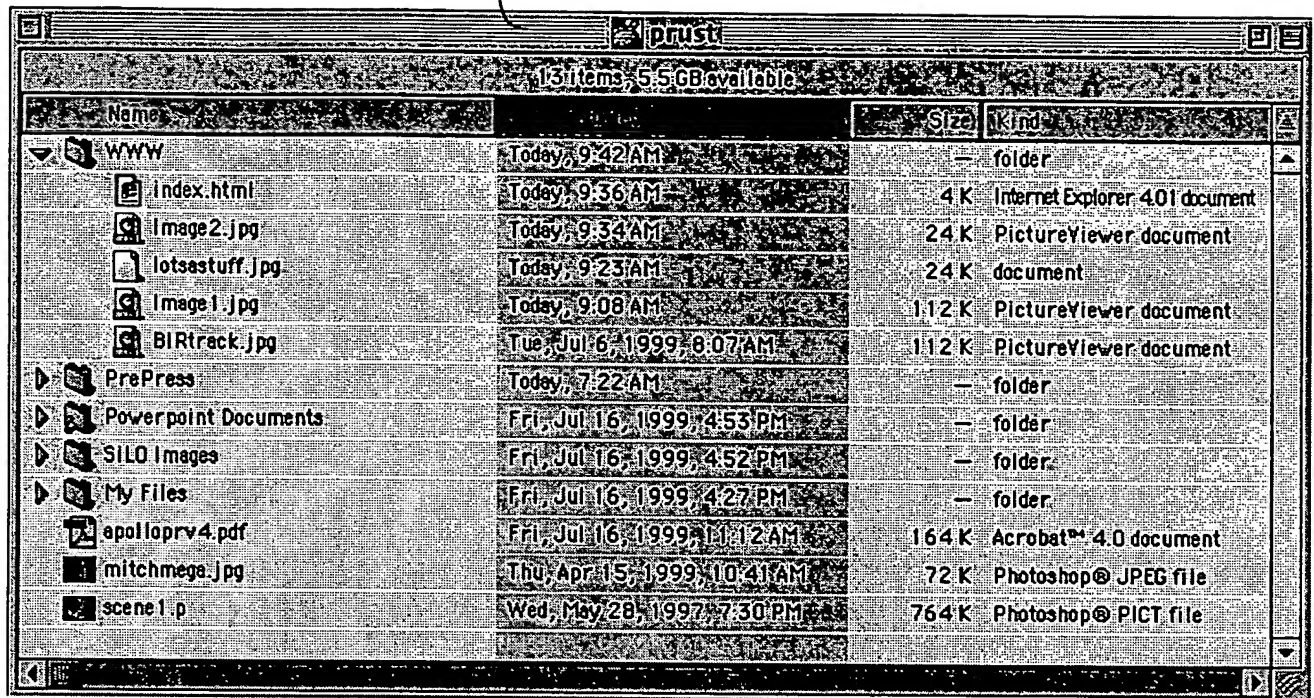 prust
13 items, 5.5 GB available
Name Size Kind
WWW Today, 9:42 AM — folder
index.html Today, 9:36 AM 4 K Internet Explorer 4.01 document
Image2.jpg Today, 9:34 AM 24 K PictureViewer document
lotsastuff.jpg Today, 9:23 AM 24 K document
Image1.jpg Today, 9:08 AM 112 K PictureViewer document
BIRtrack.jpg Tue, Jul 6, 1999, 8:07 AM 112 K PictureViewer document
PrePress Today, 7:22 AM — folder
Powerpoint Documents Fri, Jul 16, 1999, 4:53 PM — folder
SILO Images Fri, Jul 16, 1999, 4:52 PM — folder
My Files Fri, Jul 16, 1999, 4:27 PM — folder
apolloprv4.pdf Fri, Jul 16, 1999, 11:12 AM 164 K Acrobat™ 4.0 document
mitchmega.jpg Thu, Apr 15, 1999, 10:41 AM 72 K Photoshop® JPEG file
scene1.p Wed, May 28, 1997, 7:30 PM 764 K Photoshop® PICT file